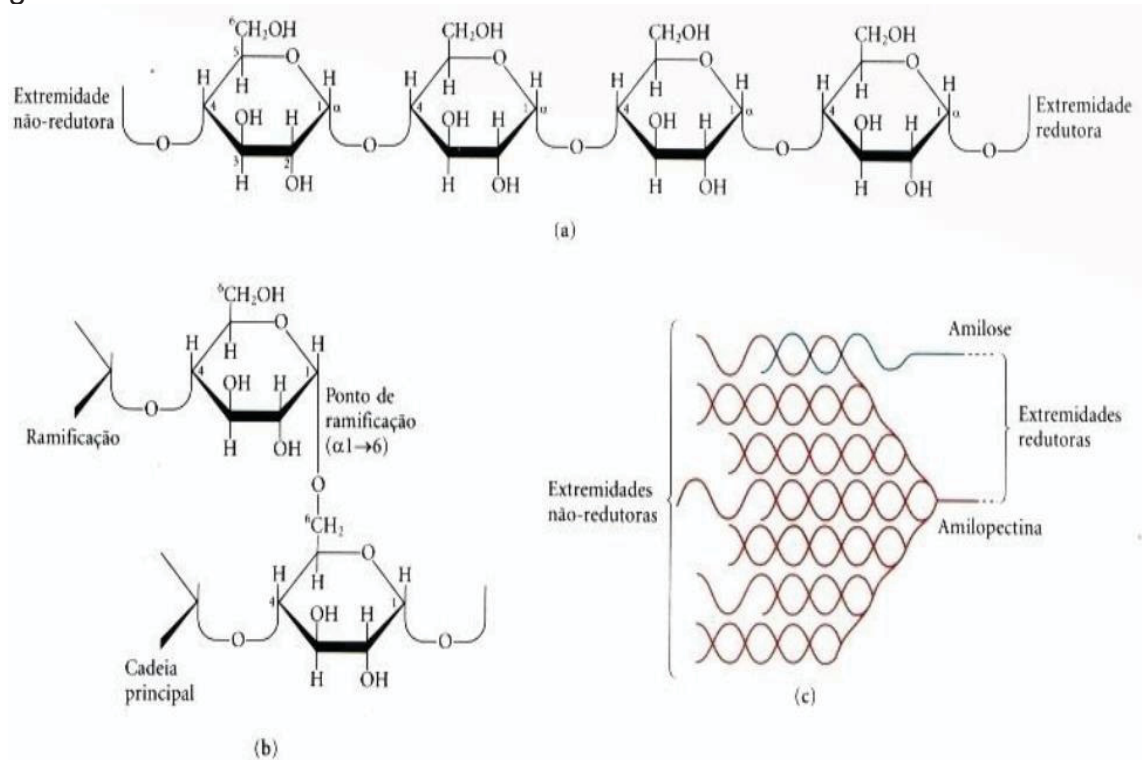 ⁶CH₂OH
CH₂OH
CH₂OH
CH₂OH
5
O
O
O
O
H
H
H
H
H
H
H
H
H
H
H
H
Extremidade
não-redutora
4
1
α
4
α
4
1
α
4
1
α
Extremidade
redutora
OH
H
OH
H
OH
H
OH
H
O
O
O
O
O
3
2
H
OH
H
OH
H
OH
H
OH
(a)
⁶CH₂OH
O
H
H
H
4
1
OH
H
O
Ramificação
H
OH
Ponto de
ramificação
(α1→6)
O
⁶CH₂
O
H
H
H
4
1
OH
H
O
O
Cadeia
principal
H
OH
(b)
Amilose
Extremidades
redutoras
Extremidades
não-redutoras
Amilopectina
(c)